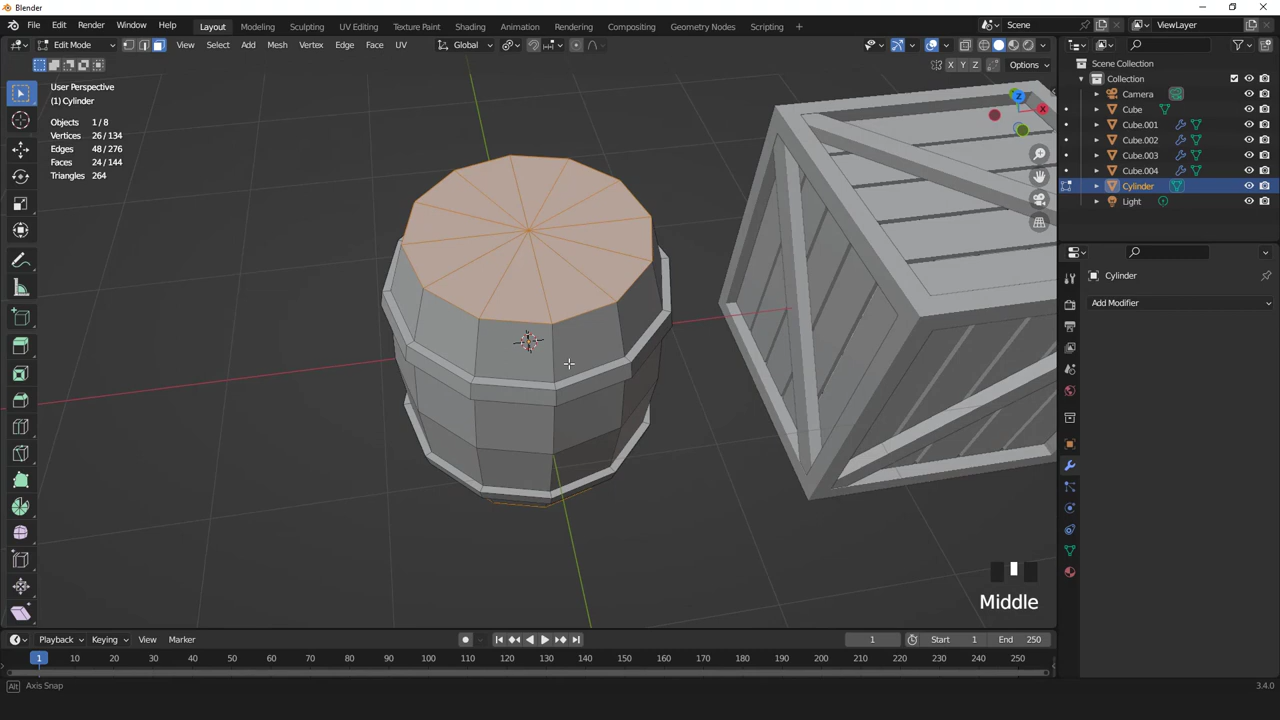 Blender
File Edit Render Window Help Layout Modeling Sculpting UV Editing Texture Paint Shading Animation Rendering Compositing Geometry Nodes Scripting + Scene ViewLayer
Edit Mode View Select Add Mesh Vertex Edge Face UV Global
X Y Z Options
User Perspective
(1) Cylinder
Objects 1 / 8
Vertices 26 / 134
Edges 48 / 276
Faces 24 / 144
Triangles 264
Z
X
Scene Collection
Collection
Camera
Cube
Cube.001
Cube.002
Cube.003
Cube.004
Cylinder
Light
Cylinder
Add Modifier
Middle
Playback Keying View Marker 1 Start 1 End 250
1 10 20 30 40 50 60 70 80 90 100 110 120 130 140 150 160 170 180 190 200 210 220 230 240 250
Alt Axis Snap 3.4.0